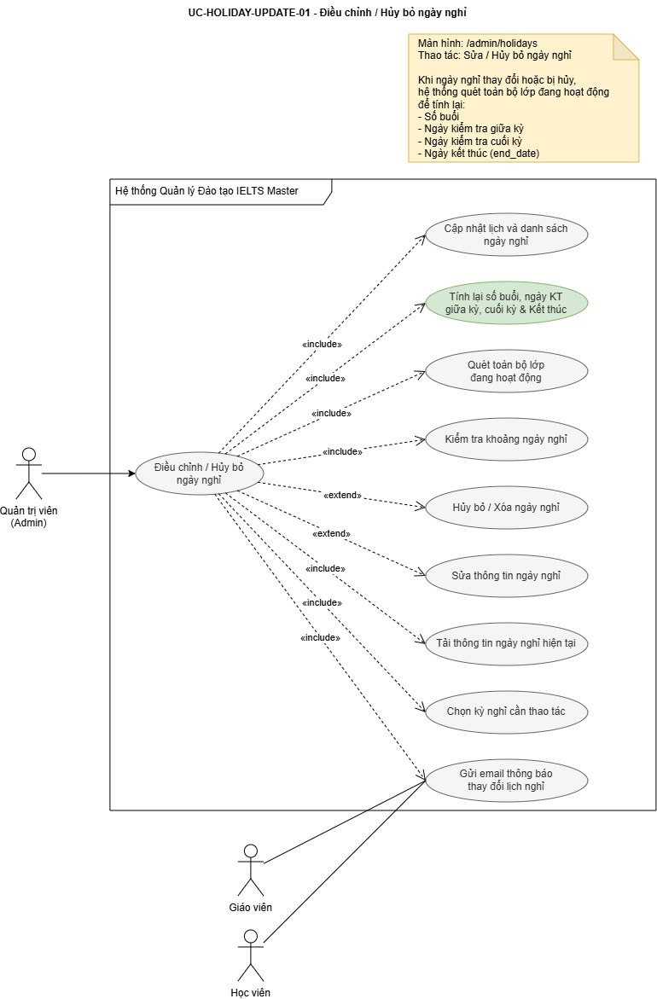 UC-HOLIDAY-UPDATE-01 - Điều chỉnh / Hủy bỏ ngày nghỉ
Màn hình: /admin/holidays
Thao tác: Sửa / Hủy bỏ ngày nghỉ
Khi ngày nghỉ thay đổi hoặc bị hủy,
hệ thống quét toàn bộ lớp đang hoạt động
để tính lại:
- Số buổi
- Ngày kiểm tra giữa kỳ
- Ngày kiểm tra cuối kỳ
- Ngày kết thúc (end_date)
Hệ thống Quản lý Đào tạo IELTS Master
Cập nhật lịch và danh sách
ngày nghỉ
Tính lại số buổi, ngày KT
giữa kỳ, cuối kỳ & Kết thúc
«include»
«include»
Quét toàn bộ lớp
đang hoạt động
«include»
Kiểm tra khoảng ngày nghỉ
«include»
Quản trị viên
(Admin)
Điều chỉnh / Hủy bỏ
ngày nghỉ
«extend»
Hủy bỏ / Xóa ngày nghỉ
«extend»
Sửa thông tin ngày nghỉ
«include»
«include»
«include»
Tải thông tin ngày nghỉ hiện tại
Chọn kỳ nghỉ cần thao tác
Gửi email thông báo
thay đổi lịch nghỉ
Giáo viên
Học viên